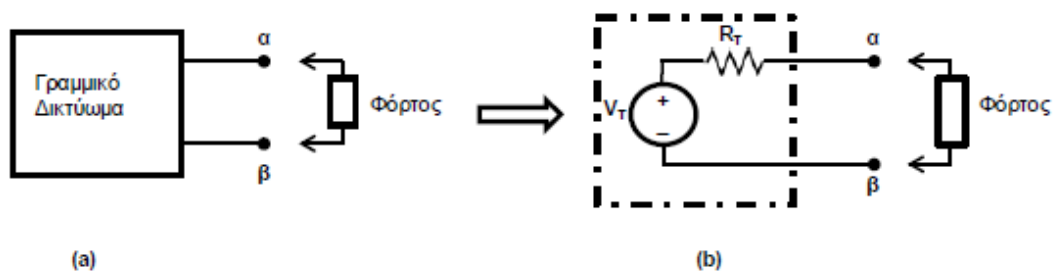 α
Γραμμικό
Δικτύωμα
Φόρτος
β
(a)
R_T
α
V_T
+
−
Φόρτος
β
(b)